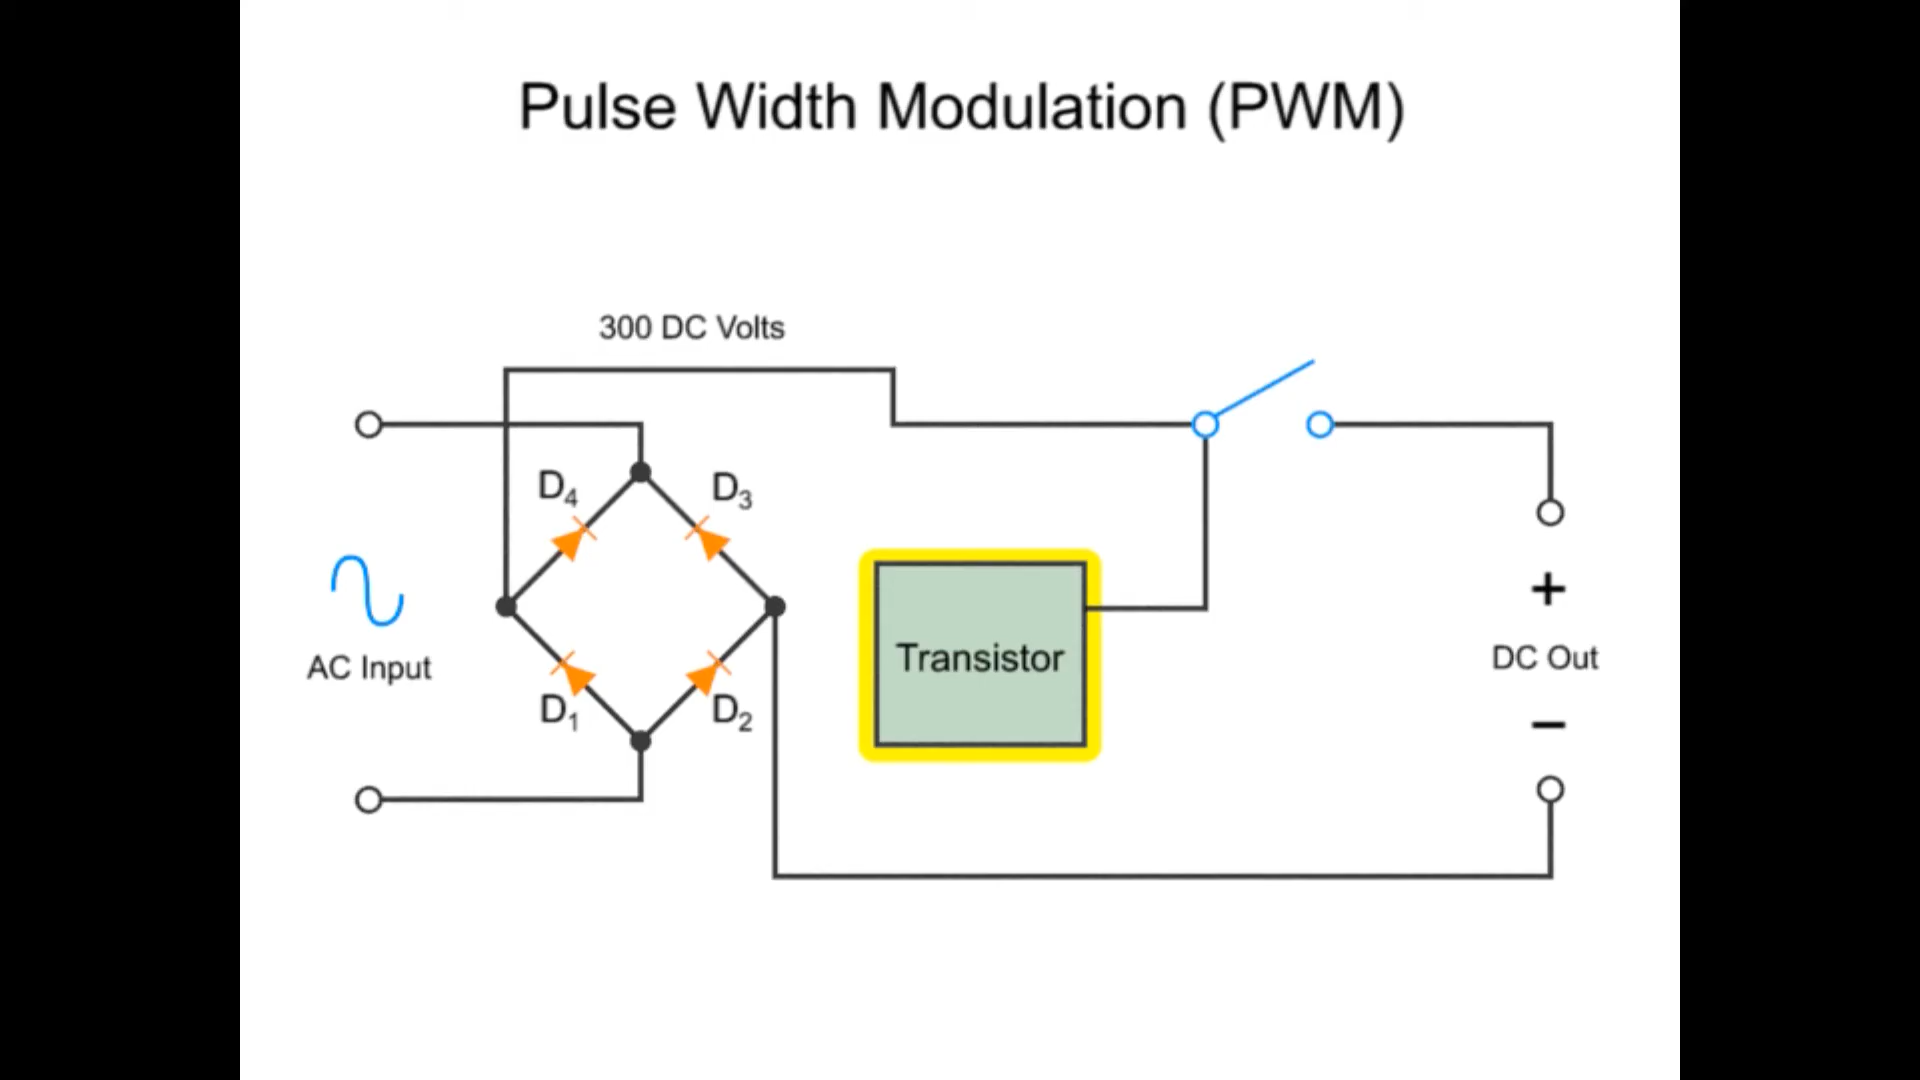 Pulse Width Modulation (PWM)
300 DC Volts
D4
D3
AC Input
D1
D2
Transistor
+
DC Out
−